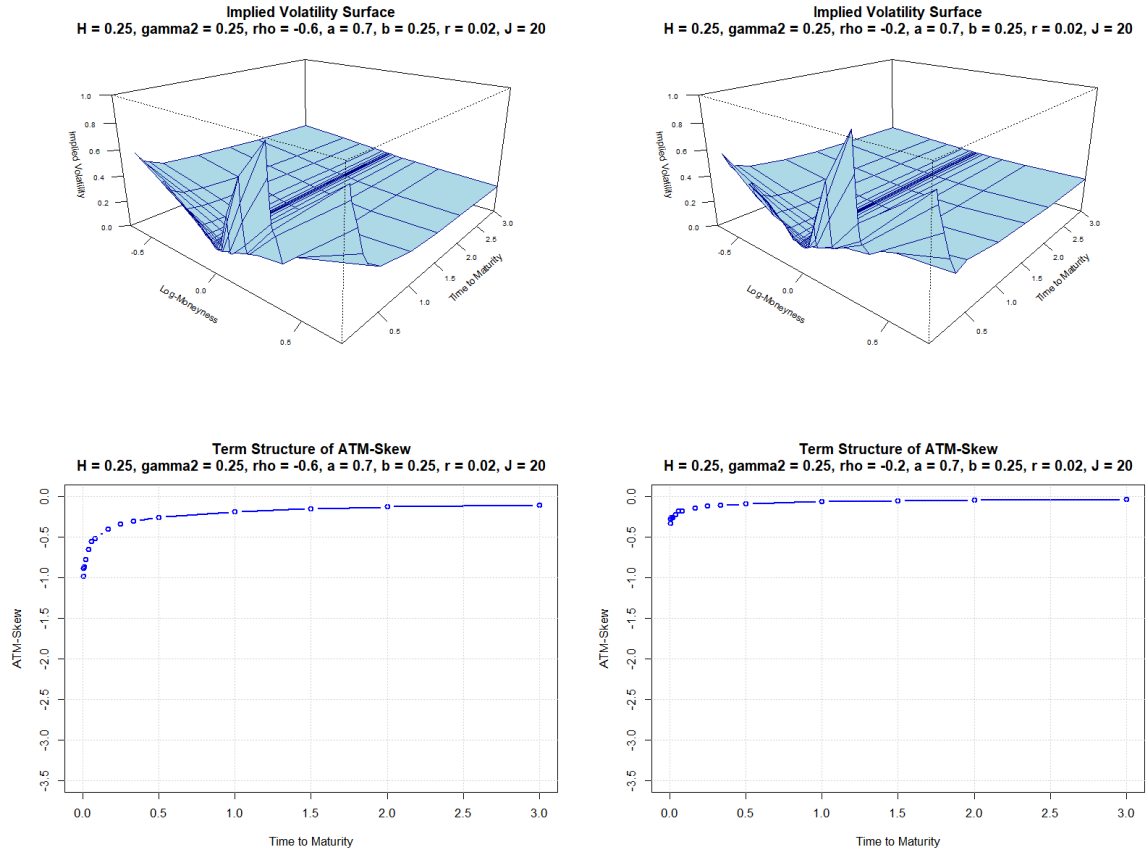 Implied Volatility Surface
H = 0.25, gamma2 = 0.25, rho = -0.6, a = 0.7, b = 0.25, r = 0.02, J = 20
1.0
0.8
0.6
0.4
0.2
0.0
Implied Volatility
-0.5
0.0
0.5
Log-Moneyness
0.5
1.0
1.5
2.0
2.5
3.0
Time to Maturity
Implied Volatility Surface
H = 0.25, gamma2 = 0.25, rho = -0.2, a = 0.7, b = 0.25, r = 0.02, J = 20
1.0
0.8
0.6
0.4
0.2
0.0
Implied Volatility
-0.5
0.0
0.5
Log-Moneyness
0.5
1.0
1.5
2.0
2.5
3.0
Time to Maturity
Term Structure of ATM-Skew
H = 0.25, gamma2 = 0.25, rho = -0.6, a = 0.7, b = 0.25, r = 0.02, J = 20
0.0
-0.5
-1.0
-1.5
-2.0
-2.5
-3.0
-3.5
ATM-Skew
0.0 0.5 1.0 1.5 2.0 2.5 3.0
Time to Maturity
Term Structure of ATM-Skew
H = 0.25, gamma2 = 0.25, rho = -0.2, a = 0.7, b = 0.25, r = 0.02, J = 20
0.0
-0.5
-1.0
-1.5
-2.0
-2.5
-3.0
-3.5
ATM-Skew
0.0 0.5 1.0 1.5 2.0 2.5 3.0
Time to Maturity